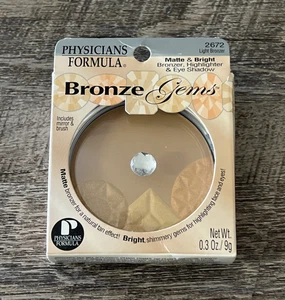 PHYSICIANS
FORMULA®
2672
Light Bronzer
Matte & Bright
Bronzer, Highlighter
& Eye Shadow
Bronze Gems
Includes
mirror &
brush
Matte bronzer for a natural tan effect! Bright, shimmery gems for highlighting face and eyes!
PHYSICIANS
FORMULA
Net Wt.
0.3 Oz / 9g